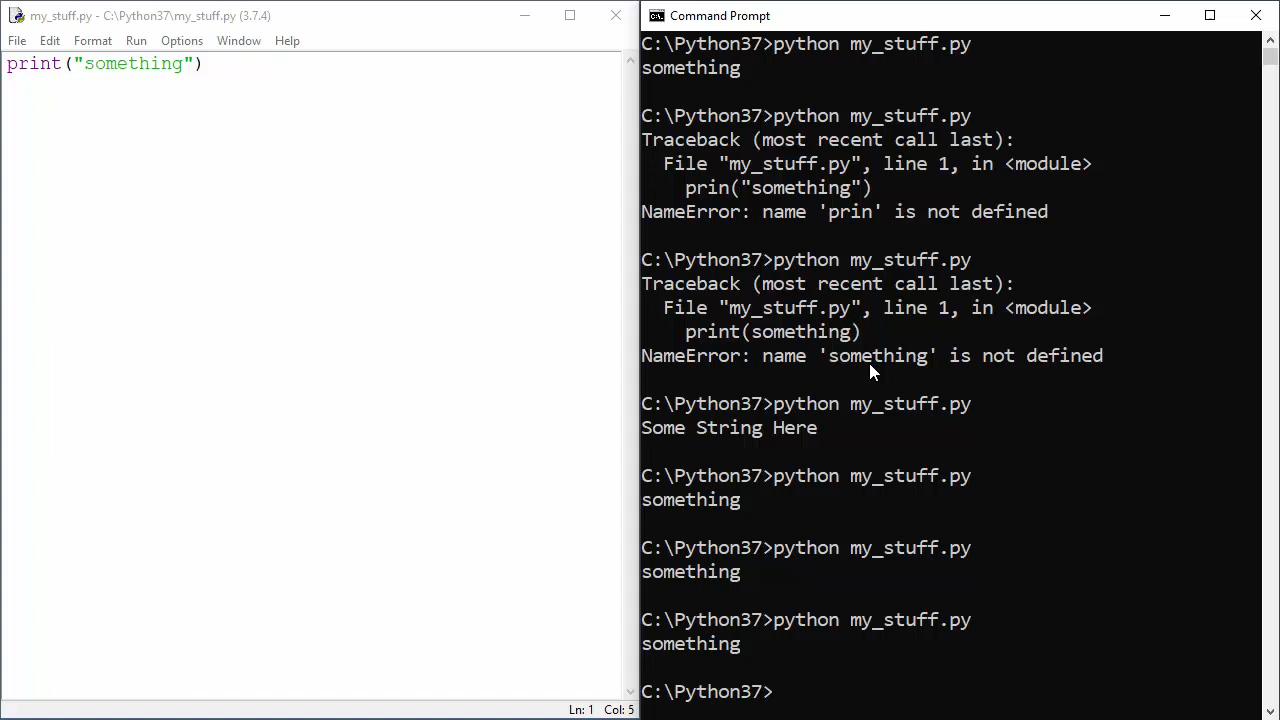 my_stuff.py - C:\Python37\my_stuff.py (3.7.4)
File Edit Format Run Options Window Help
print("something")
Ln: 1 Col: 5
Command Prompt
C:\Python37>python my_stuff.py
something
C:\Python37>python my_stuff.py
Traceback (most recent call last):
  File "my_stuff.py", line 1, in <module>
    prin("something")
NameError: name 'prin' is not defined
C:\Python37>python my_stuff.py
Traceback (most recent call last):
  File "my_stuff.py", line 1, in <module>
    print(something)
NameError: name 'something' is not defined
C:\Python37>python my_stuff.py
Some String Here
C:\Python37>python my_stuff.py
something
C:\Python37>python my_stuff.py
something
C:\Python37>python my_stuff.py
something
C:\Python37>